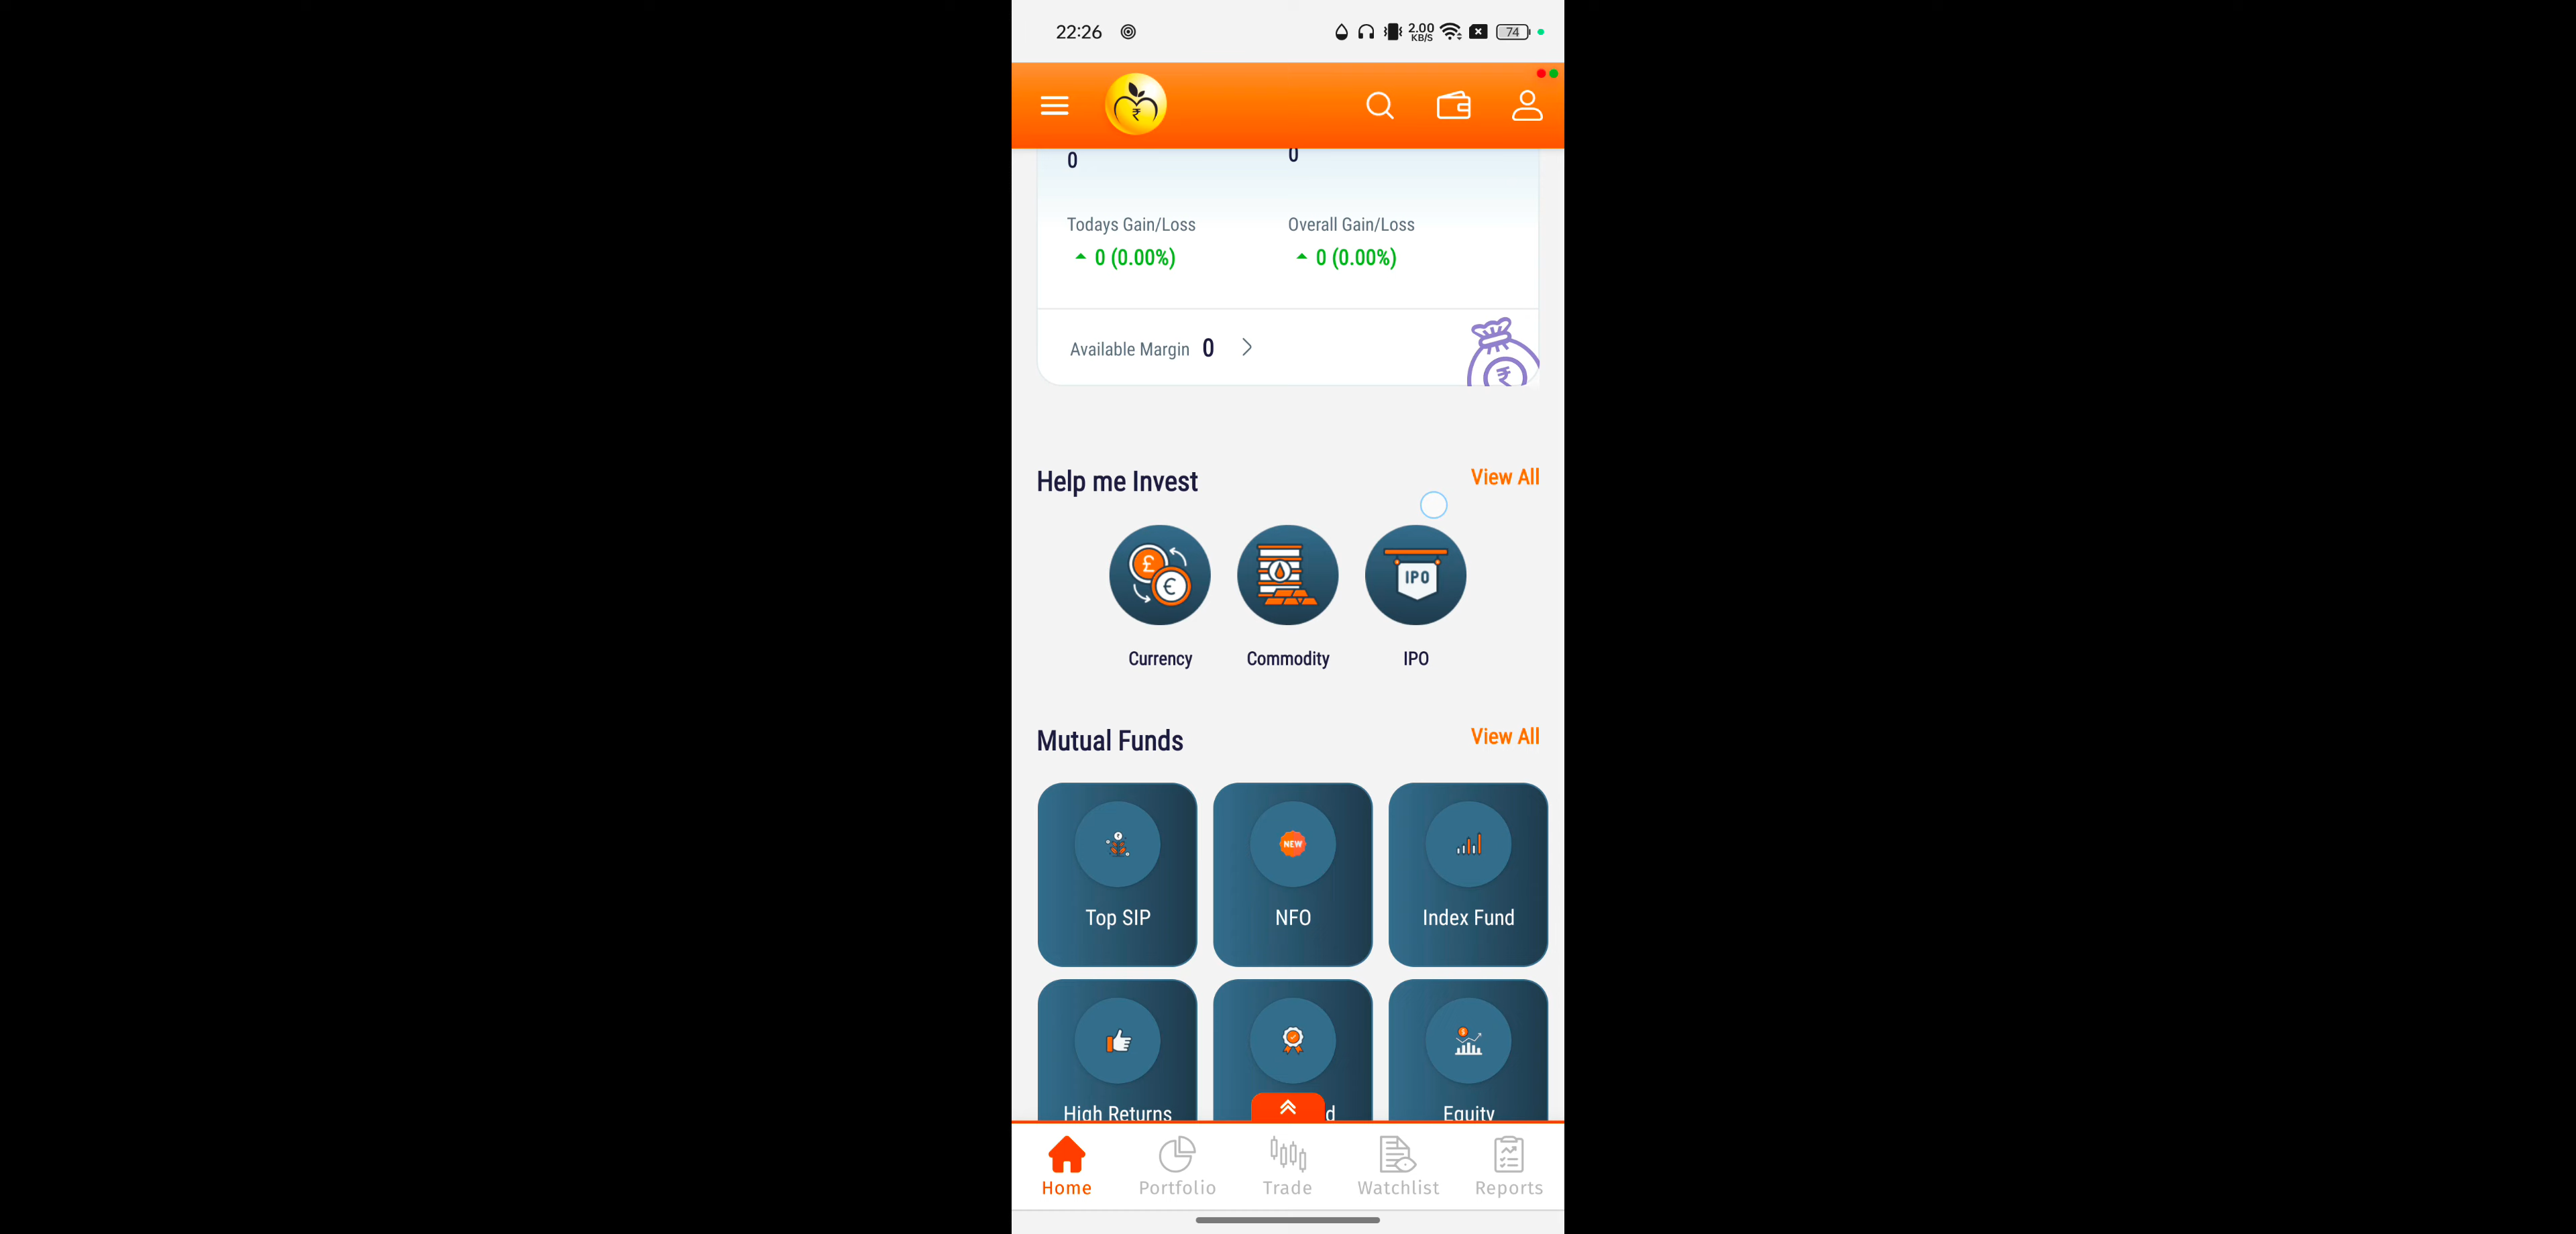 22:26
2.00
KB/S
74
₹
0 0
Todays Gain/Loss Overall Gain/Loss
0 (0.00%) 0 (0.00%)
Available Margin 0
₹
Help me Invest View All
£
€
IPO
Currency Commodity IPO
Mutual Funds View All
NEW
Top SIP NFO Index Fund
High Returns d Equity
Home Portfolio Trade Watchlist Reports